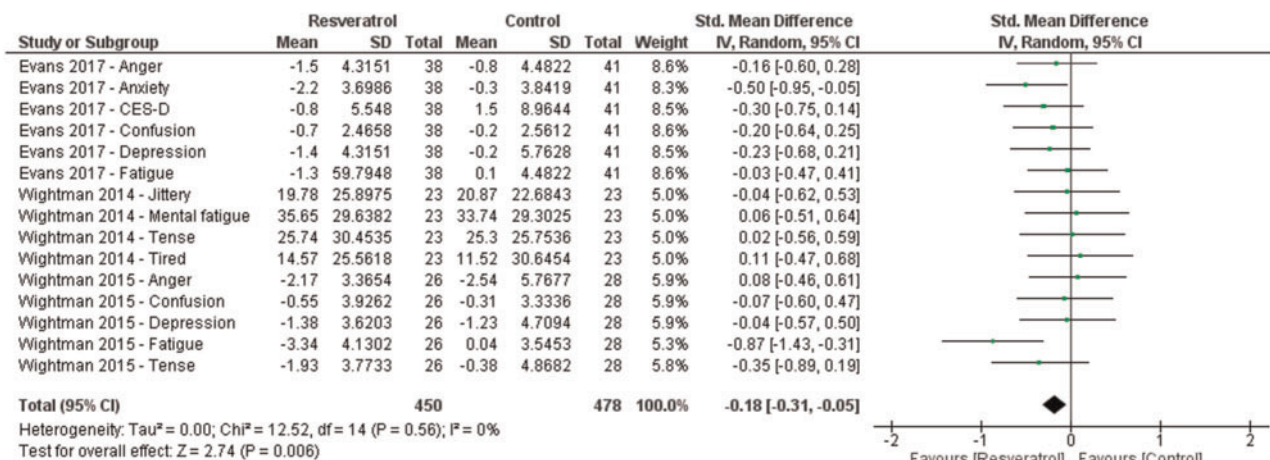 Resveratrol Control Std. Mean Difference Std. Mean Difference
Study or Subgroup Mean SD Total Mean SD Total Weight IV, Random, 95% CI IV, Random, 95% CI
Evans 2017 - Anger -1.5 4.3151 38 -0.8 4.4822 41 8.6% -0.16 [-0.60, 0.28]
Evans 2017 - Anxiety -2.2 3.6986 38 -0.3 3.8419 41 8.3% -0.50 [-0.95, -0.05]
Evans 2017 - CES-D -0.8 5.548 38 1.5 8.9644 41 8.5% -0.30 [-0.75, 0.14]
Evans 2017 - Confusion -0.7 2.4658 38 -0.2 2.5612 41 8.6% -0.20 [-0.64, 0.25]
Evans 2017 - Depression -1.4 4.3151 38 -0.2 5.7628 41 8.5% -0.23 [-0.68, 0.21]
Evans 2017 - Fatigue -1.3 59.7948 38 0.1 4.4822 41 8.6% -0.03 [-0.47, 0.41]
Wightman 2014 - Jittery 19.78 25.8975 23 20.87 22.6843 23 5.0% -0.04 [-0.62, 0.53]
Wightman 2014 - Mental fatigue 35.65 29.6382 23 33.74 29.3025 23 5.0% 0.06 [-0.51, 0.64]
Wightman 2014 - Tense 25.74 30.4535 23 25.3 25.7536 23 5.0% 0.02 [-0.56, 0.59]
Wightman 2014 - Tired 14.57 25.5618 23 11.52 30.6454 23 5.0% 0.11 [-0.47, 0.68]
Wightman 2015 - Anger -2.17 3.3654 26 -2.54 5.7677 28 5.9% 0.08 [-0.46, 0.61]
Wightman 2015 - Confusion -0.55 3.9262 26 -0.31 3.3336 28 5.9% -0.07 [-0.60, 0.47]
Wightman 2015 - Depression -1.38 3.6203 26 -1.23 4.7094 28 5.9% -0.04 [-0.57, 0.50]
Wightman 2015 - Fatigue -3.34 4.1302 26 0.04 3.5453 28 5.3% -0.87 [-1.43, -0.31]
Wightman 2015 - Tense -1.93 3.7733 26 -0.38 4.8682 28 5.8% -0.35 [-0.89, 0.19]
Total (95% CI) 450 478 100.0% -0.18 [-0.31, -0.05]
Heterogeneity: Tau² = 0.00; Chi² = 12.52, df = 14 (P = 0.56); I² = 0%
Test for overall effect: Z = 2.74 (P = 0.006)
-2 -1 0 1 2
Favours [Resveratrol] Favours [Control]